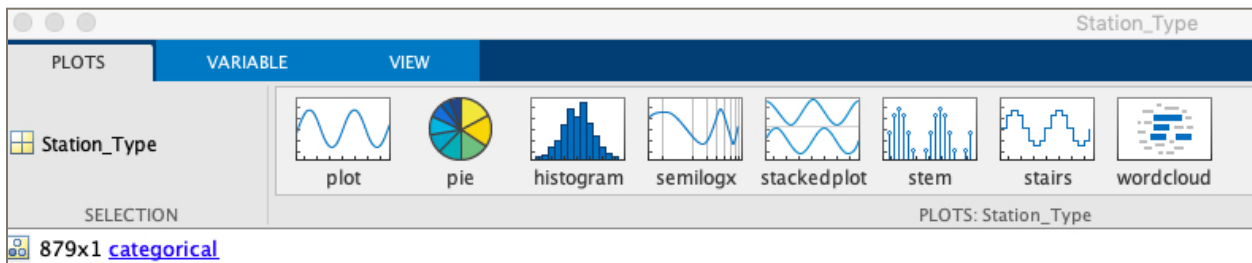 Station_Type
PLOTS VARIABLE VIEW
Station_Type
plot pie histogram semilogx stackedplot stem stairs wordcloud
SELECTION PLOTS: Station_Type
879x1 categorical